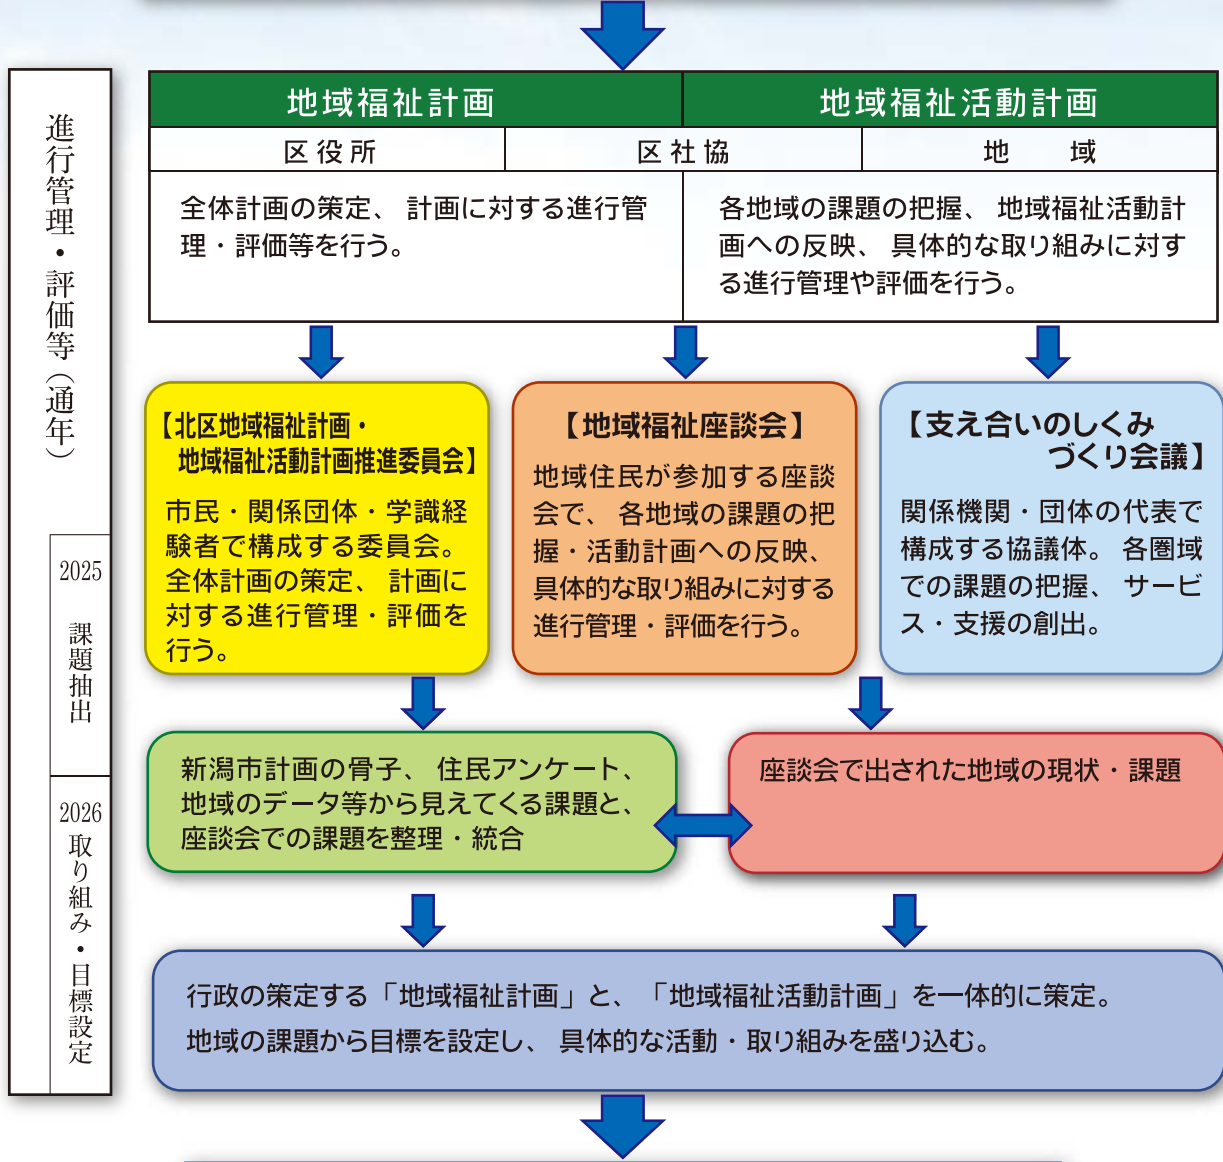 進行管理・評価等（通年）
2025
課題抽出
2026
取り組み・目標設定
地域福祉計画
地域福祉活動計画
区役所
区社協
地　域
全体計画の策定、計画に対する進行管
理・評価等を行う。
各地域の課題の把握、地域福祉活動計
画への反映、具体的な取り組みに対す
る進行管理や評価を行う。
【北区地域福祉計画・
地域福祉活動計画推進委員会】
市民・関係団体・学識経
験者で構成する委員会。
全体計画の策定、計画に
対する進行管理・評価を
行う。
【地域福祉座談会】
地域住民が参加する座談
会で、各地域の課題の把
握・活動計画への反映、
具体的な取り組みに対する
進行管理・評価を行う。
【支え合いのしくみ
づくり会議】
関係機関・団体の代表で
構成する協議体。各圏域
での課題の把握、サービ
ス・支援の創出。
新潟市計画の骨子、住民アンケート、
地域のデータ等から見えてくる課題と、
座談会での課題を整理・統合
座談会で出された地域の現状・課題
行政の策定する「地域福祉計画」と、「地域福祉活動計画」を一体的に策定。
地域の課題から目標を設定し、具体的な活動・取り組みを盛り込む。